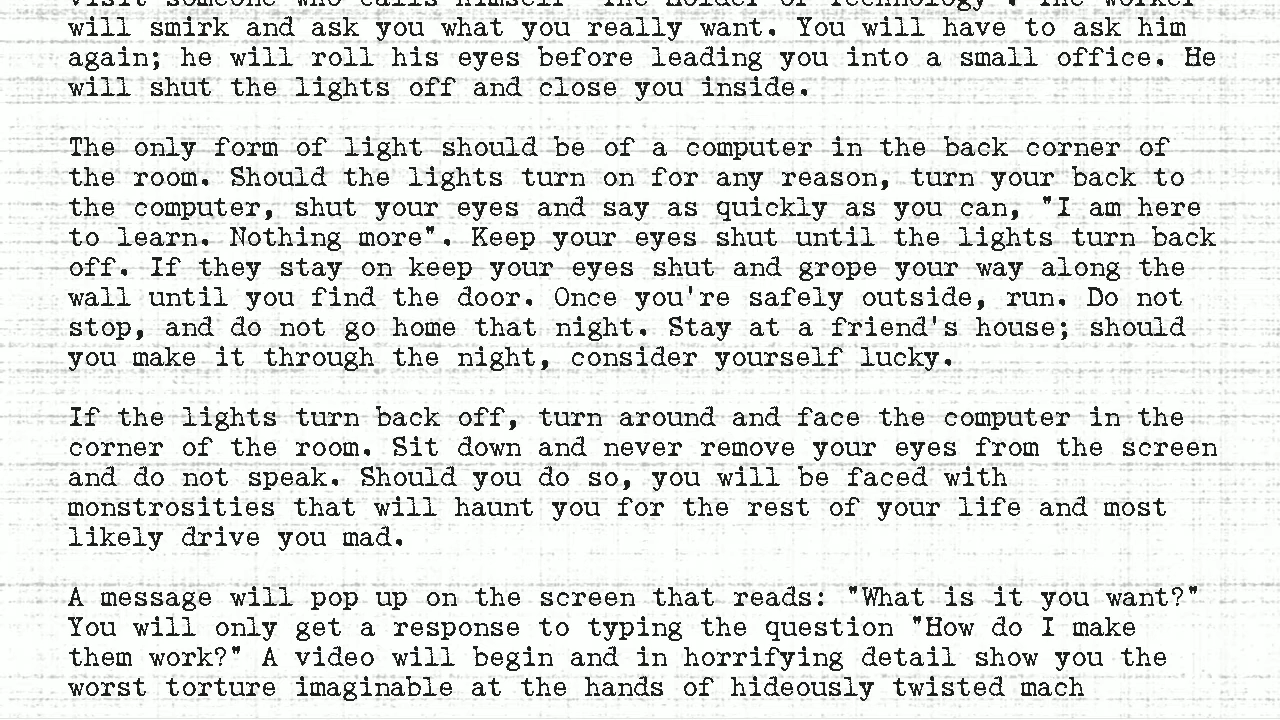 visit someone who calls himself "The Holder of Technology". The worker
will smirk and ask you what you really want. You will have to ask him
again; he will roll his eyes before leading you into a small office. He
will shut the lights off and close you inside.
The only form of light should be of a computer in the back corner of
the room. Should the lights turn on for any reason, turn your back to
the computer, shut your eyes and say as quickly as you can, "I am here
to learn. Nothing more". Keep your eyes shut until the lights turn back
off. If they stay on keep your eyes shut and grope your way along the
wall until you find the door. Once you're safely outside, run. Do not
stop, and do not go home that night. Stay at a friend's house; should
you make it through the night, consider yourself lucky.
If the lights turn back off, turn around and face the computer in the
corner of the room. Sit down and never remove your eyes from the screen
and do not speak. Should you do so, you will be faced with
monstrosities that will haunt you for the rest of your life and most
likely drive you mad.
A message will pop up on the screen that reads: "What is it you want?"
You will only get a response to typing the question "How do I make
them work?" A video will begin and in horrifying detail show you the
worst torture imaginable at the hands of hideously twisted mach